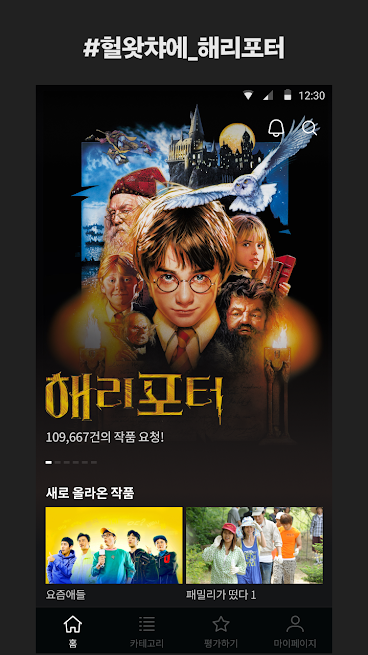 #헐왓챠에_해리포터
12:30
해리포터
109,667건의 작품 요청!
새로 올라온 작품
요즘애들
패밀리가 떴다 1
홈
카테고리
평가하기
마이페이지